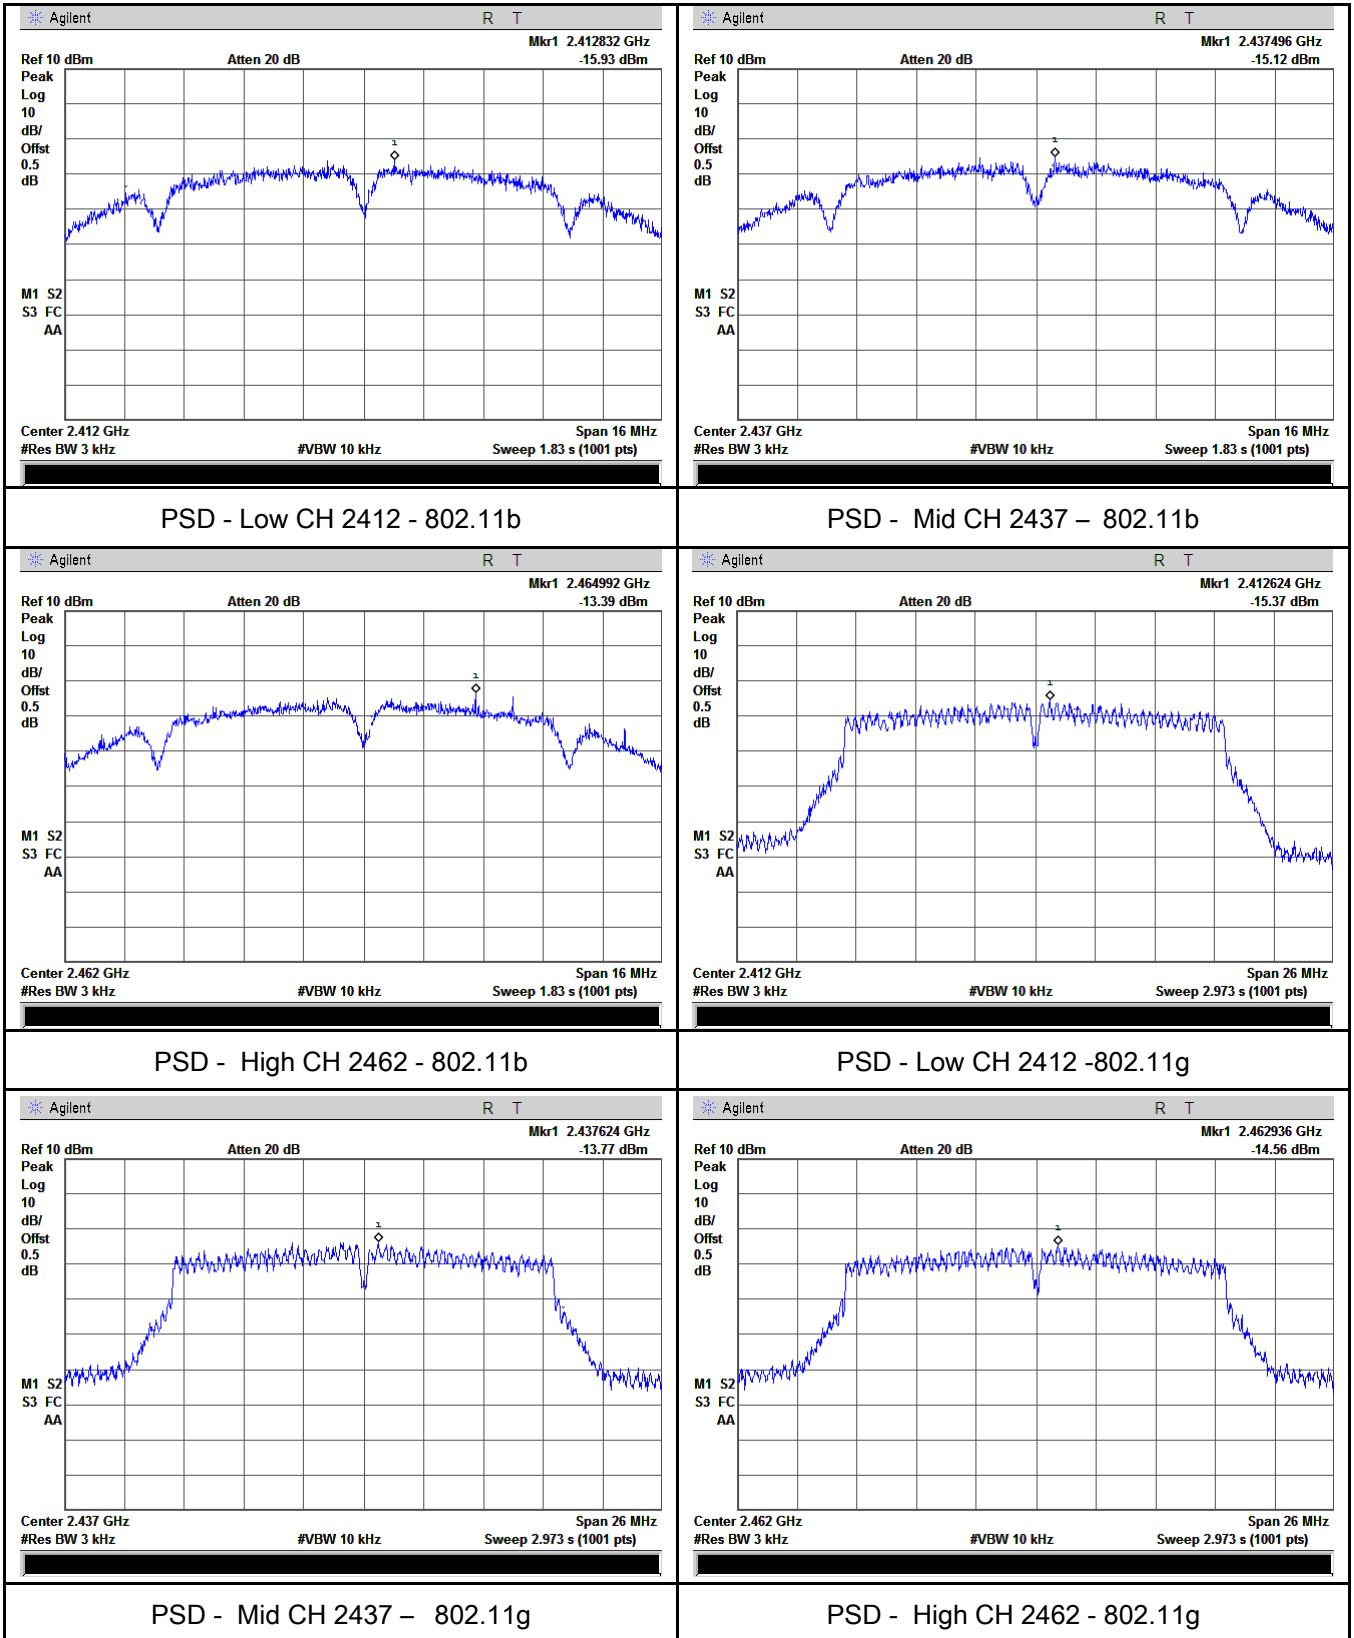 Agilent R T
Mkr1 2.412832 GHz
Ref 10 dBm Atten 20 dB -15.93 dBm
Peak
Log
10
dB/
Offst
0.5
dB
1
M1 S2
S3 FC
AA
Center 2.412 GHz Span 16 MHz
#Res BW 3 kHz #VBW 10 kHz Sweep 1.83 s (1001 pts)
PSD - Low CH 2412 - 802.11b
Agilent R T
Mkr1 2.437496 GHz
Ref 10 dBm Atten 20 dB -15.12 dBm
Peak
Log
10
dB/
Offst
0.5
dB
1
M1 S2
S3 FC
AA
Center 2.437 GHz Span 16 MHz
#Res BW 3 kHz #VBW 10 kHz Sweep 1.83 s (1001 pts)
PSD - Mid CH 2437 – 802.11b
Agilent R T
Mkr1 2.464992 GHz
Ref 10 dBm Atten 20 dB -13.39 dBm
Peak
Log
10
dB/
Offst
0.5
dB
1
M1 S2
S3 FC
AA
Center 2.462 GHz Span 16 MHz
#Res BW 3 kHz #VBW 10 kHz Sweep 1.83 s (1001 pts)
PSD - High CH 2462 - 802.11b
Agilent R T
Mkr1 2.412624 GHz
Ref 10 dBm Atten 20 dB -15.37 dBm
Peak
Log
10
dB/
Offst
0.5
dB
1
M1 S2
S3 FC
AA
Center 2.412 GHz Span 26 MHz
#Res BW 3 kHz #VBW 10 kHz Sweep 2.973 s (1001 pts)
PSD - Low CH 2412 -802.11g
Agilent R T
Mkr1 2.437624 GHz
Ref 10 dBm Atten 20 dB -13.77 dBm
Peak
Log
10
dB/
Offst
0.5
dB
1
M1 S2
S3 FC
AA
Center 2.437 GHz Span 26 MHz
#Res BW 3 kHz #VBW 10 kHz Sweep 2.973 s (1001 pts)
PSD - Mid CH 2437 – 802.11g
Agilent R T
Mkr1 2.462936 GHz
Ref 10 dBm Atten 20 dB -14.56 dBm
Peak
Log
10
dB/
Offst
0.5
dB
1
M1 S2
S3 FC
AA
Center 2.462 GHz Span 26 MHz
#Res BW 3 kHz #VBW 10 kHz Sweep 2.973 s (1001 pts)
PSD - High CH 2462 - 802.11g